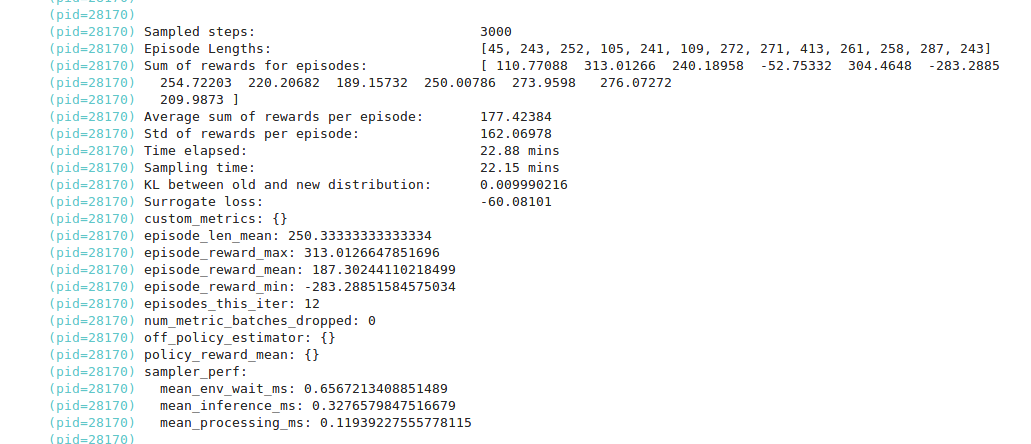 (pid=28170)
(pid=28170)
(pid=28170) Sampled steps: 3000
(pid=28170) Episode Lengths: [45, 243, 252, 105, 241, 109, 272, 271, 413, 261, 258, 287, 243]
(pid=28170) Sum of rewards for episodes: [ 110.77088 313.01266 240.18958 -52.75332 304.4648 -283.2885
(pid=28170) 254.72203 220.20682 189.15732 250.00786 273.9598 276.07272
(pid=28170) 209.9873 ]
(pid=28170) Average sum of rewards per episode: 177.42384
(pid=28170) Std of rewards per episode: 162.06978
(pid=28170) Time elapsed: 22.88 mins
(pid=28170) Sampling time: 22.15 mins
(pid=28170) KL between old and new distribution: 0.009990216
(pid=28170) Surrogate loss: -60.08101
(pid=28170) custom_metrics: {}
(pid=28170) episode_len_mean: 250.33333333333334
(pid=28170) episode_reward_max: 313.0126647851696
(pid=28170) episode_reward_mean: 187.30244110218499
(pid=28170) episode_reward_min: -283.28851584575034
(pid=28170) episodes_this_iter: 12
(pid=28170) num_metric_batches_dropped: 0
(pid=28170) off_policy_estimator: {}
(pid=28170) policy_reward_mean: {}
(pid=28170) sampler_perf:
(pid=28170) mean_env_wait_ms: 0.6567213408851489
(pid=28170) mean_inference_ms: 0.3276579847516679
(pid=28170) mean_processing_ms: 0.11939227555778115
(pid=28170)